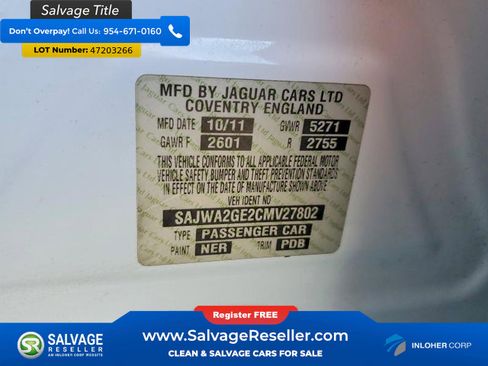 Salvage Title
Don't Overpay! Call us: 954-671-0160
LOT Number: 47203266
MFD BY JAGUAR CARS LTD
COVENTRY ENGLAND
MFD DATE 10/11 GVWR 5271
GAWR F 2601 R 2755
THIS VEHICLE CONFORMS TO ALL APPLICABLE FEDERAL MOTOR
VEHICLE SAFETY BUMPER AND THEFT PREVENTION STANDARDS
IN EFFECT ON THE DATE OF MANUFACTURE SHOWN ABOVE.
VEH IDENT NO
SAJWA2GE2CMV27802
TYPE PASSENGER CAR
PAINT NER TRIM PDB
Register FREE
www.SalvageReseller.com
CLEAN & SALVAGE CARS FOR SALE
SALVAGE
RESELLER
AN INLOHER CORP WEBSITE
INLOHER CORP